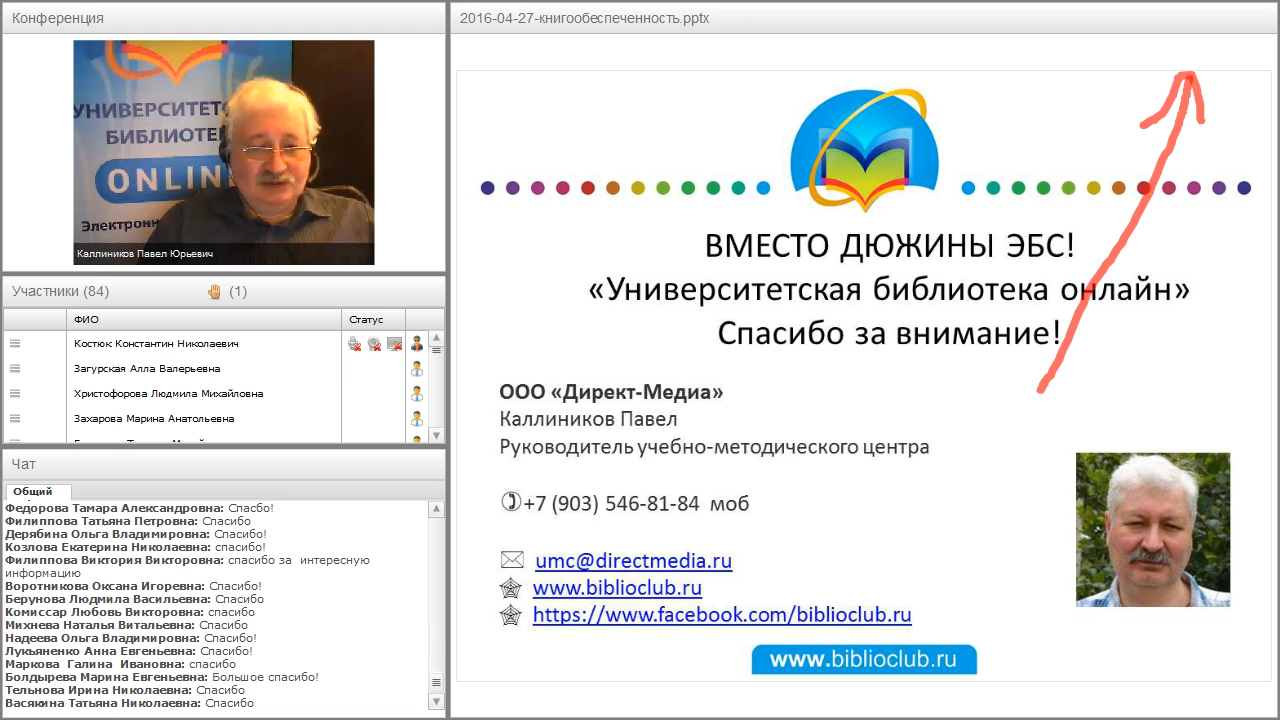 Конференция
УНИВЕРСИТЕТ
БИБЛИОТЕ
ONLIN
Электронн
Каллиников Павел Юрьевич
Участники (84)
(1)
ФИО
Статус
Костюк Константин Николаевич
Загурская Алла Валерьевна
Христофорова Людмила Михайловна
Захарова Марина Анатольевна
Чат
Общий
Федорова Тамара Александровна: Спасбо!
Филиппова Татьяна Петровна: Спасибо
Дерябина Ольга Владимировна: Спасибо!
Козлова Екатерина Николаевна: спасибо!
Филиппова Виктория Викторовна: спасибо за интересную
информацию
Воротникова Оксана Игоревна: Спасибо!
Берунова Людмила Васильевна: Спасибо!
Комиссар Любовь Викторовна: спасибо
Михнева Наталья Витальевна: Спасибо
Надеева Ольга Владимировна: Спасибо!
Лукьяненко Анна Евгеньевна: Спасибо!
Маркова Галина Ивановна: спасибо
Болдырева Марина Евгеньевна: Большое спасибо!
Тельнова Ирина Николаевна: Спасибо
Васякина Татьяна Николаевна: Спасибо
2016-04-27-книгообеспеченность.pptx
ВМЕСТО ДЮЖИНЫ ЭБС!
«Университетская библиотека онлайн»
Спасибо за внимание!
ООО «Директ-Медиа»
Каллиников Павел
Руководитель учебно-методического центра
+7 (903) 546-81-84 моб
umc@directmedia.ru
www.biblioclub.ru
https://www.facebook.com/biblioclub.ru
www.biblioclub.ru